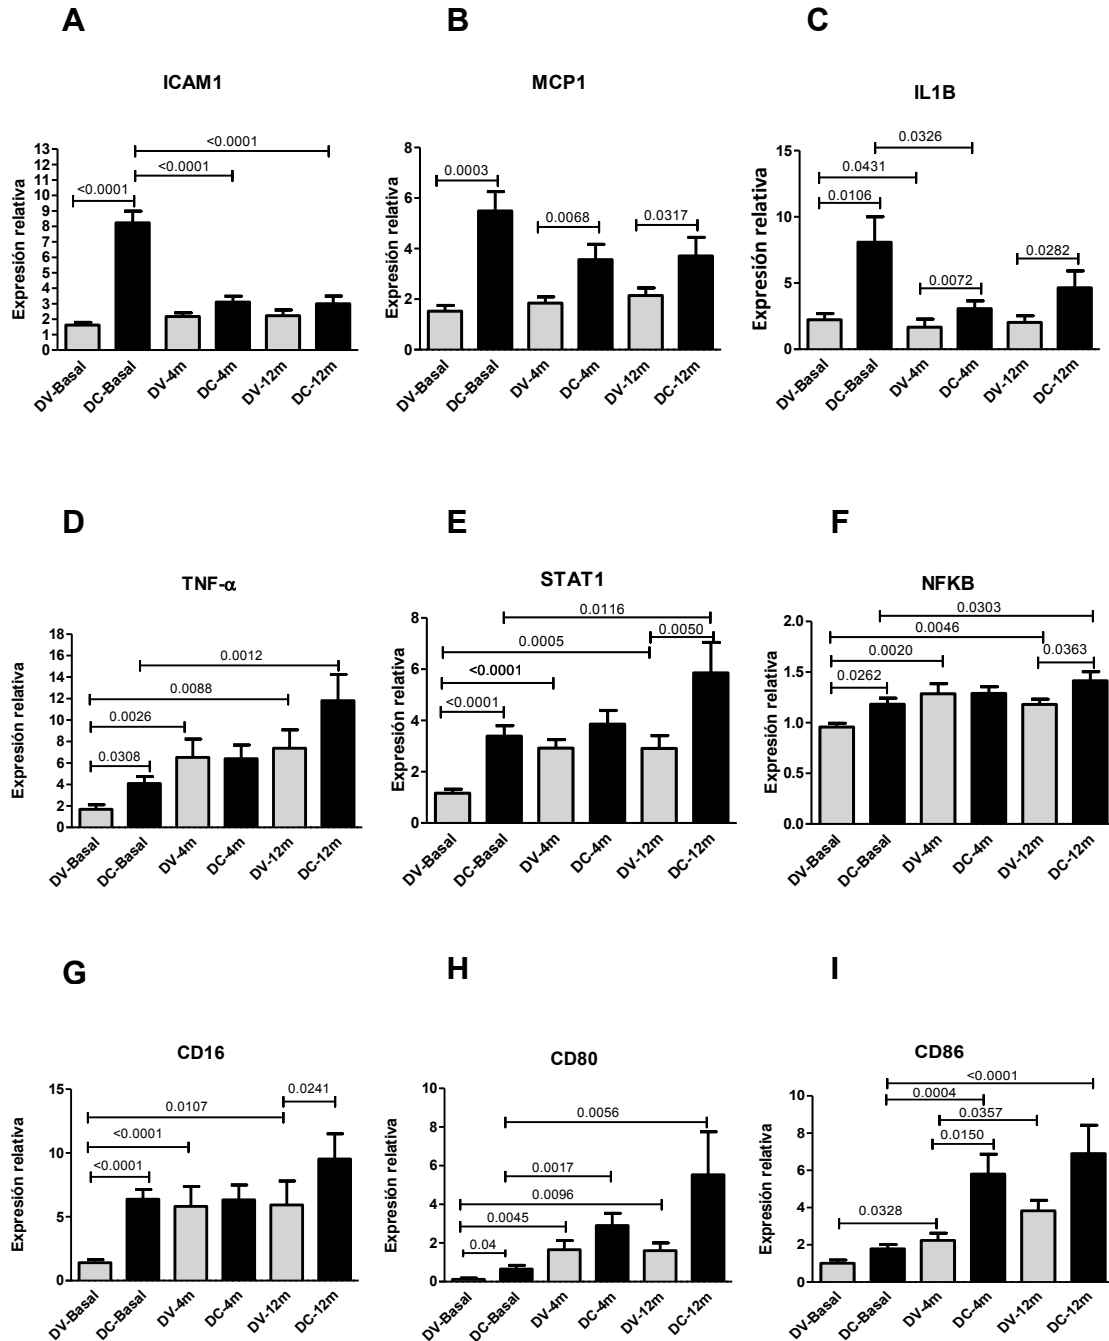 A
B
C
ICAM1
MCP1
IL1B
Expresión relativa
13
12
11
10
9
8
7
6
5
4
3
2
1
0
<0.0001
<0.0001
<0.0001
DV-Basal
DC-Basal
DV-4m
DC-4m
DV-12m
DC-12m
Expresión relativa
8
6
4
2
0
0.0003
0.0068
0.0317
DV-Basal
DC-Basal
DV-4m
DC-4m
DV-12m
DC-12m
Expresión relativa
15
10
5
0
0.0326
0.0431
0.0106
0.0282
0.0072
DV-Basal
DC-Basal
DV-4m
DC-4m
DV-12m
DC-12m
D
E
F
TNF-α
STAT1
NFKB
Expresión relativa
18
16
14
12
10
8
6
4
2
0
0.0012
0.0088
0.0026
0.0308
DV-Basal
DC-Basal
DV-4m
DC-4m
DV-12m
DC-12m
Expresión relativa
8
6
4
2
0
0.0116
0.0050
0.0005
<0.0001
<0.0001
DV-Basal
DC-Basal
DV-4m
DC-4m
DV-12m
DC-12m
Expresión relativa
2.0
1.5
1.0
0.5
0.0
0.0303
0.0046
0.0020
0.0363
0.0262
DV-Basal
DC-Basal
DV-4m
DC-4m
DV-12m
DC-12m
G
H
I
CD16
CD80
CD86
Expresión relativa
15
10
5
0
0.0241
0.0107
<0.0001
<0.0001
DV-Basal
DC-Basal
DV-4m
DC-4m
DV-12m
DC-12m
Expresión relativa
10
8
6
4
2
0
0.0056
0.0017
0.0096
0.0045
0.04
DV-Basal
DC-Basal
DV-4m
DC-4m
DV-12m
DC-12m
Expresión relativa
10
8
6
4
2
0
<0.0001
0.0004
0.0357
0.0150
0.0328
DV-Basal
DC-Basal
DV-4m
DC-4m
DV-12m
DC-12m